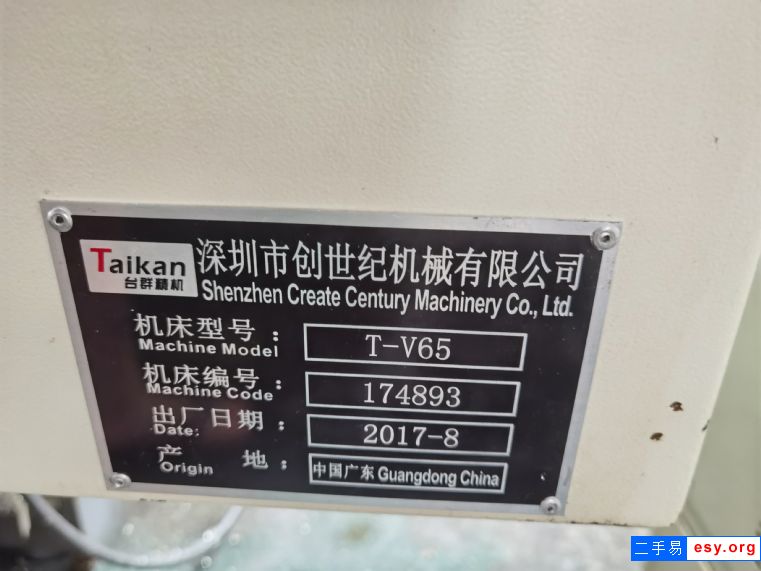 Taikan
台群精机
深圳市创世纪机械有限公司
Shenzhen Create Century Machinery Co., Ltd.
机床型号：
Machine Model
T-V65
机床编号：
Machine Code
174893
出厂日期：
Date:
2017-8
产 地：
Origin
中国广东 Guangdong China
二手易 esy.org